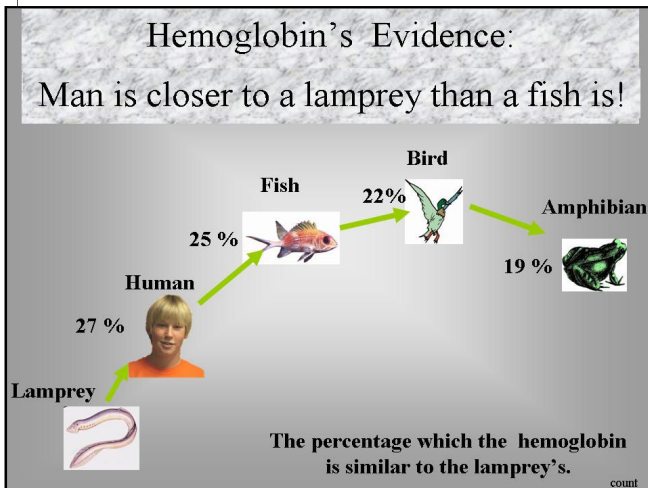 Hemoglobin's Evidence:
Man is closer to a lamprey than a fish is!
Bird
Fish
22%
Amphibian
25 %
19 %
Human
27 %
Lamprey
The percentage which the hemoglobin
is similar to the lamprey's.
count